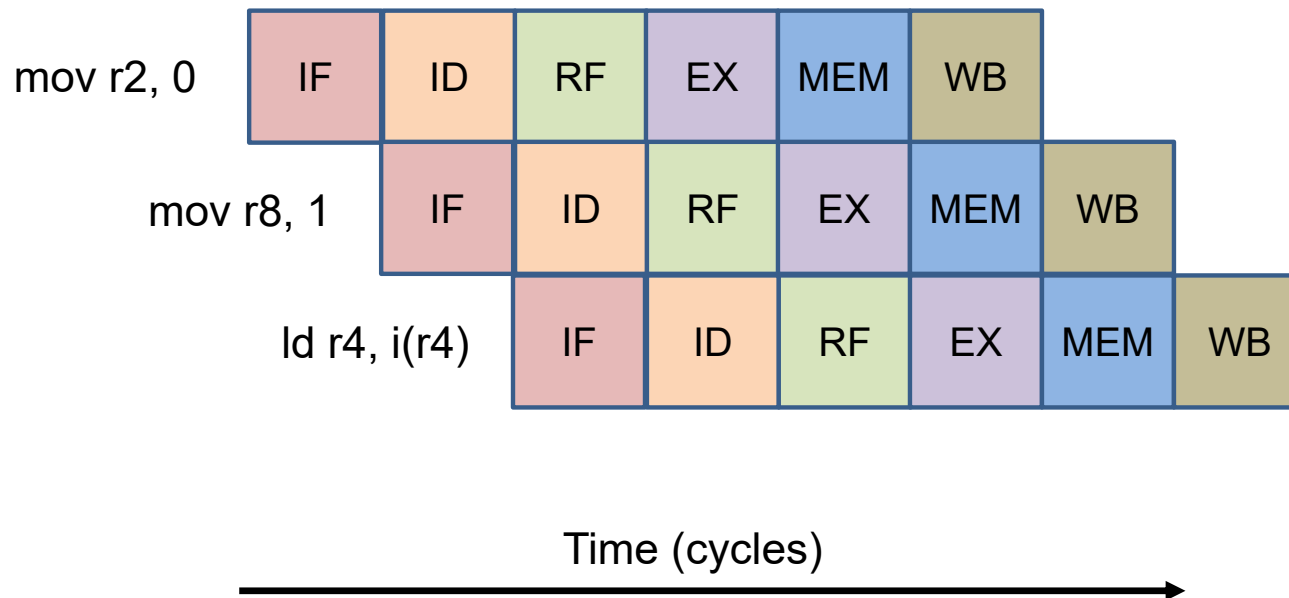 mov r2, 0 IF ID RF EX MEM WB
mov r8, 1 IF ID RF EX MEM WB
ld r4, i(r4) IF ID RF EX MEM WB
Time (cycles)